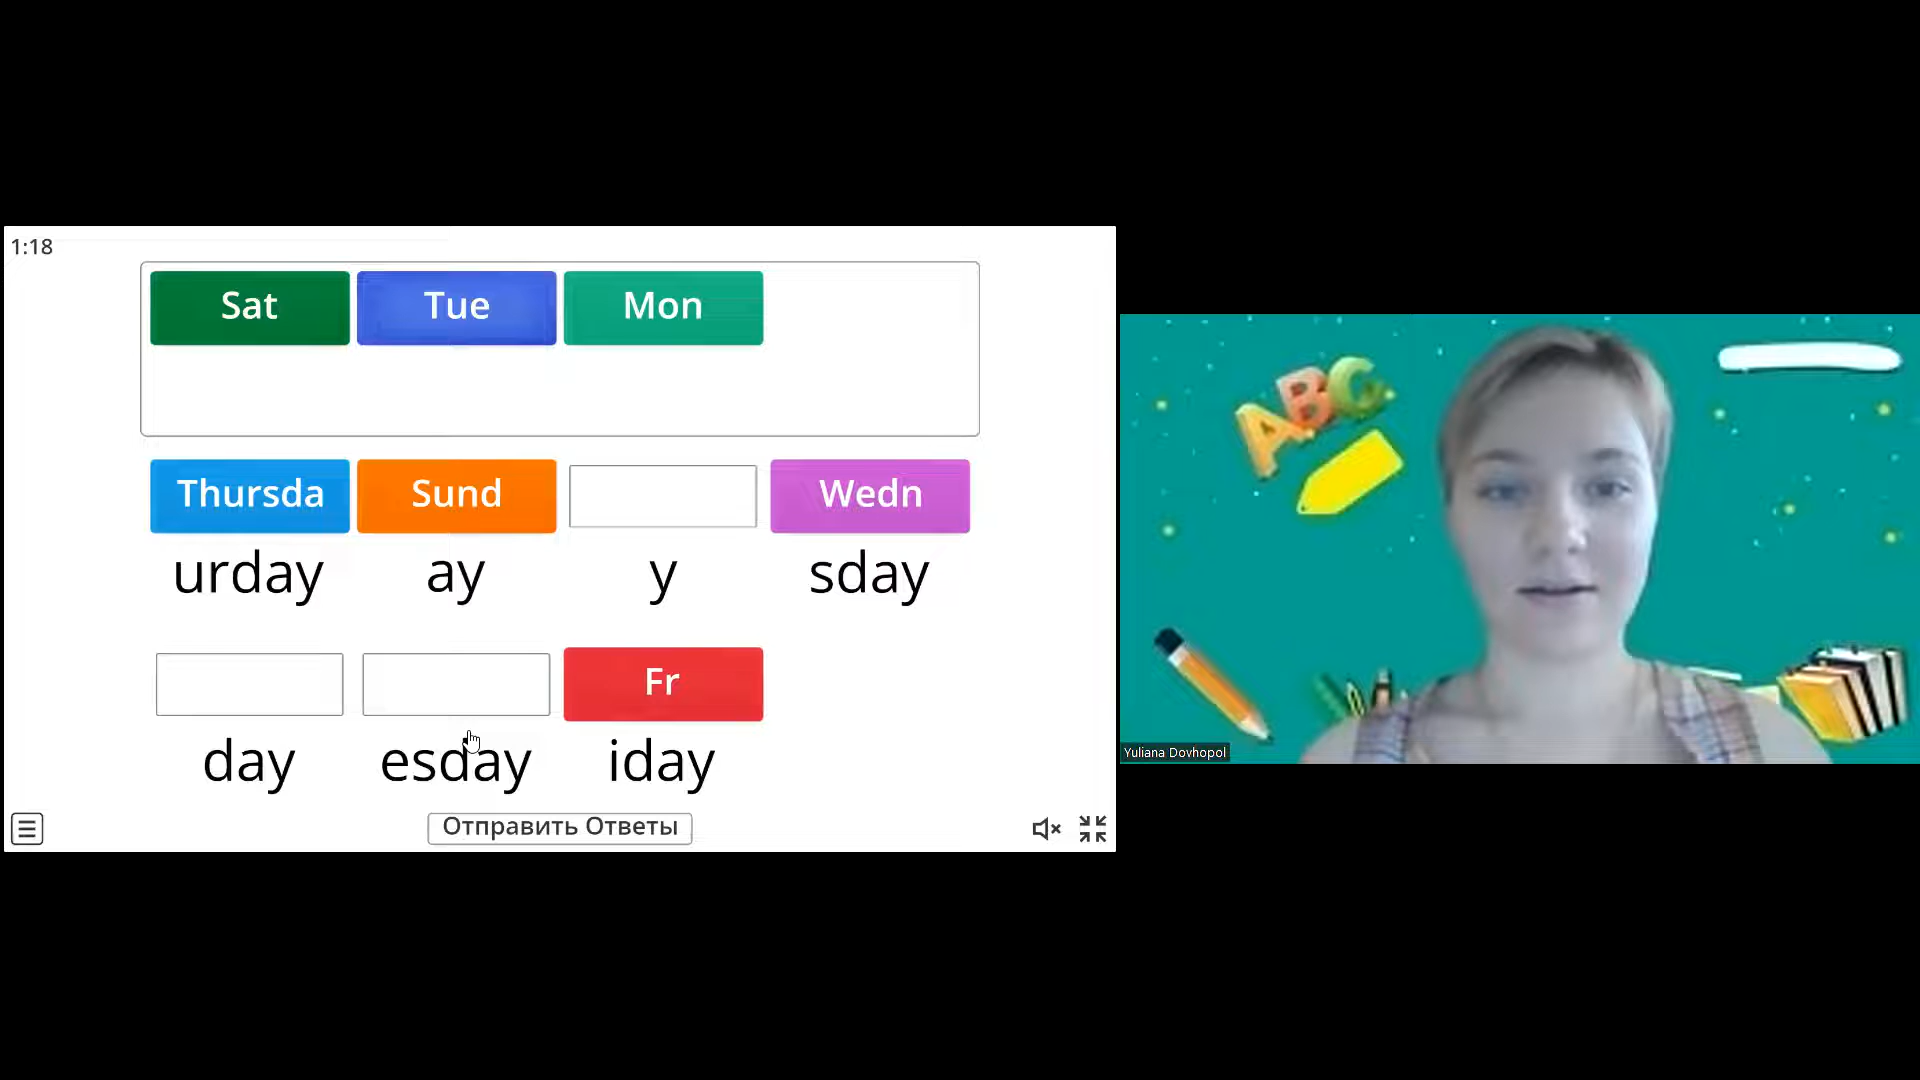 1:18
Sat Tue Mon
Thursda Sund Wedn
urday ay y sday
Fr
day esday iday
Отправить Ответы
ABC
Yuliana Dovhopol